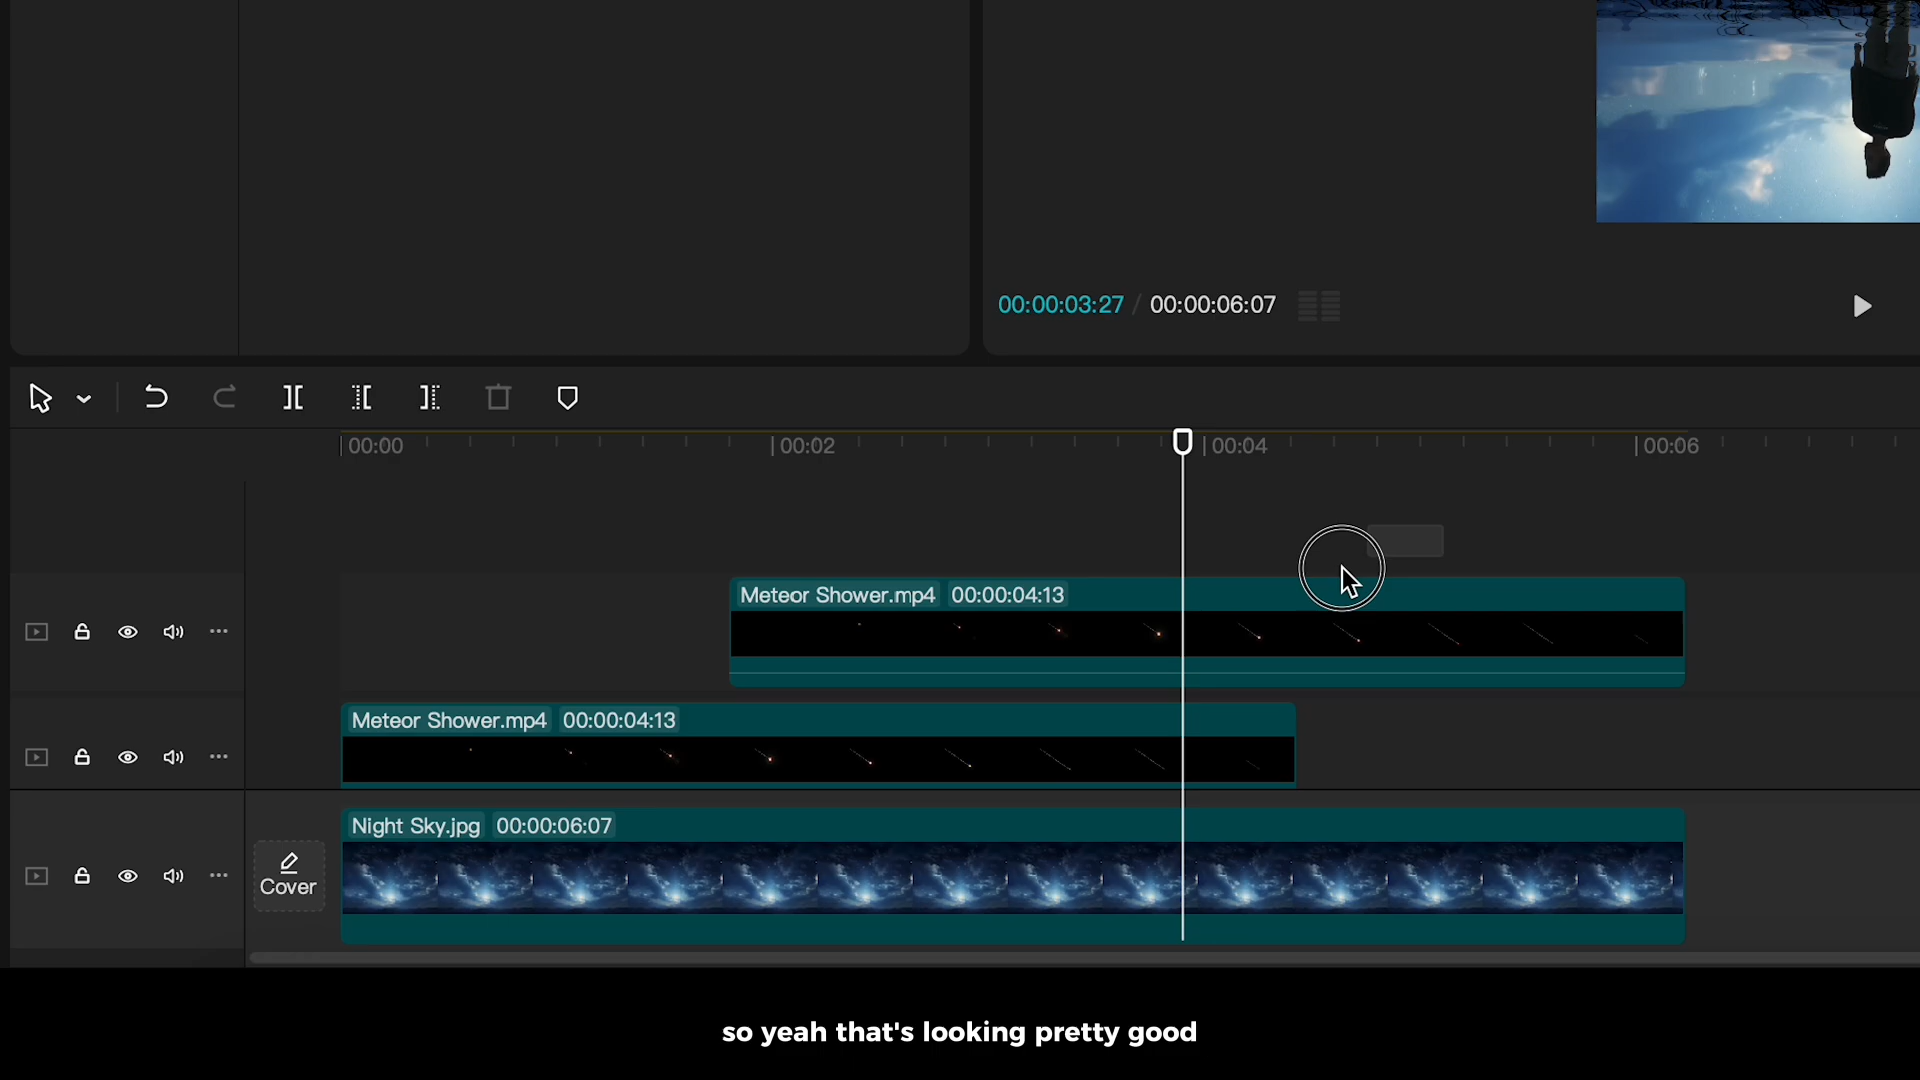 00:00:03:27 / 00:00:06:07
00:00 00:02 00:04 00:06
Meteor Shower.mp4 00:00:04:13
Meteor Shower.mp4 00:00:04:13
Night Sky.jpg 00:00:06:07
Cover
so yeah that's looking pretty good